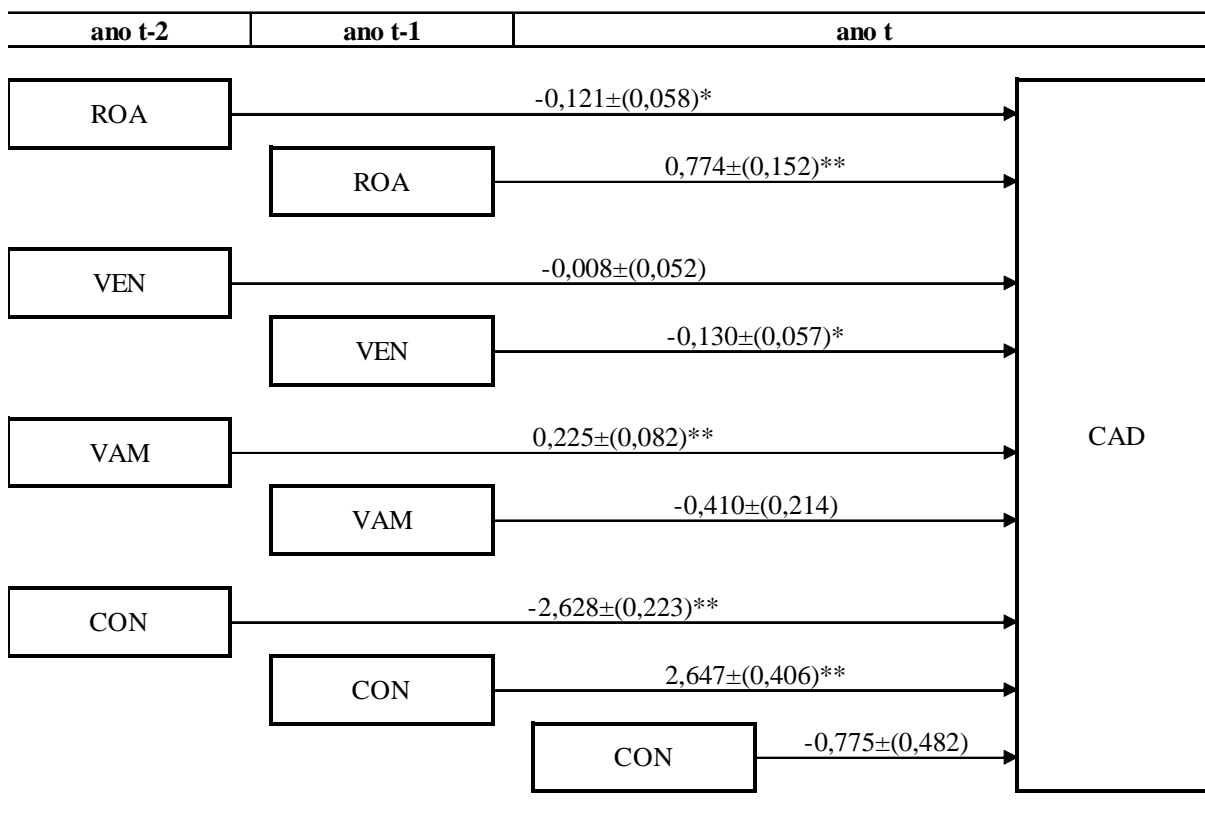 ano t-2 ano t-1 ano t
ROA -0,121±(0,058)*
ROA 0,774±(0,152)**
VEN -0,008±(0,052)
VEN -0,130±(0,057)*
VAM 0,225±(0,082)** CAD
VAM -0,410±(0,214)
CON -2,628±(0,223)**
CON 2,647±(0,406)**
CON -0,775±(0,482)